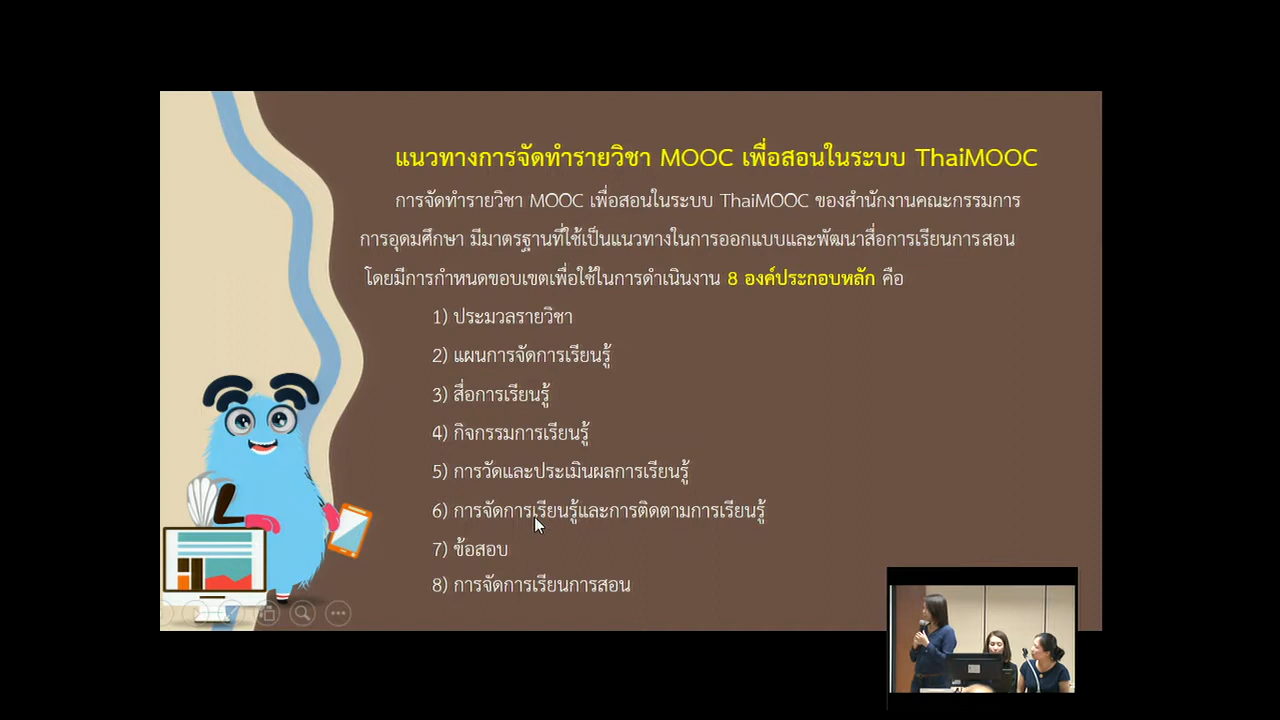 แนวทางการจัดทำรายวิชา MOOC เพื่อสอนในระบบ ThaiMOOC
การจัดทำรายวิชา MOOC เพื่อสอนในระบบ ThaiMOOC ของสำนักงานคณะกรรมการ
การอุดมศึกษา มีมาตรฐานที่ใช้เป็นแนวทางในการออกแบบและพัฒนาสื่อการเรียนการสอน
โดยมีการกำหนดขอบเขตเพื่อใช้ในการดำเนินงาน 8 องค์ประกอบหลัก คือ
1) ประมวลรายวิชา
2) แผนการจัดการเรียนรู้
3) สื่อการเรียนรู้
4) กิจกรรมการเรียนรู้
5) การวัดและประเมินผลการเรียนรู้
6) การจัดการเรียนรู้และการติดตามการเรียนรู้
7) ข้อสอบ
8) การจัดการเรียนการสอน